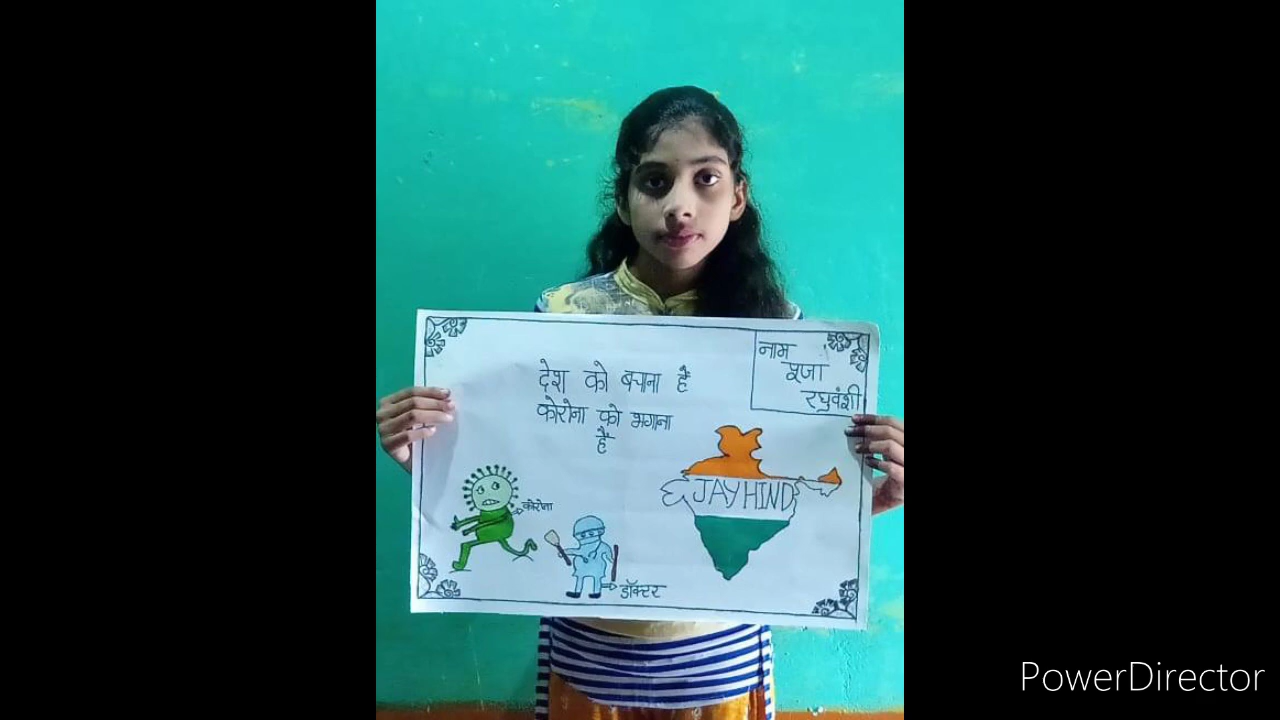 नाम
पूजा
रघुवंशी
देश को बचाना हैं
कोरोना को भगाना
हैं
JAY HIND
कोरोना
डॉक्टर
PowerDirector